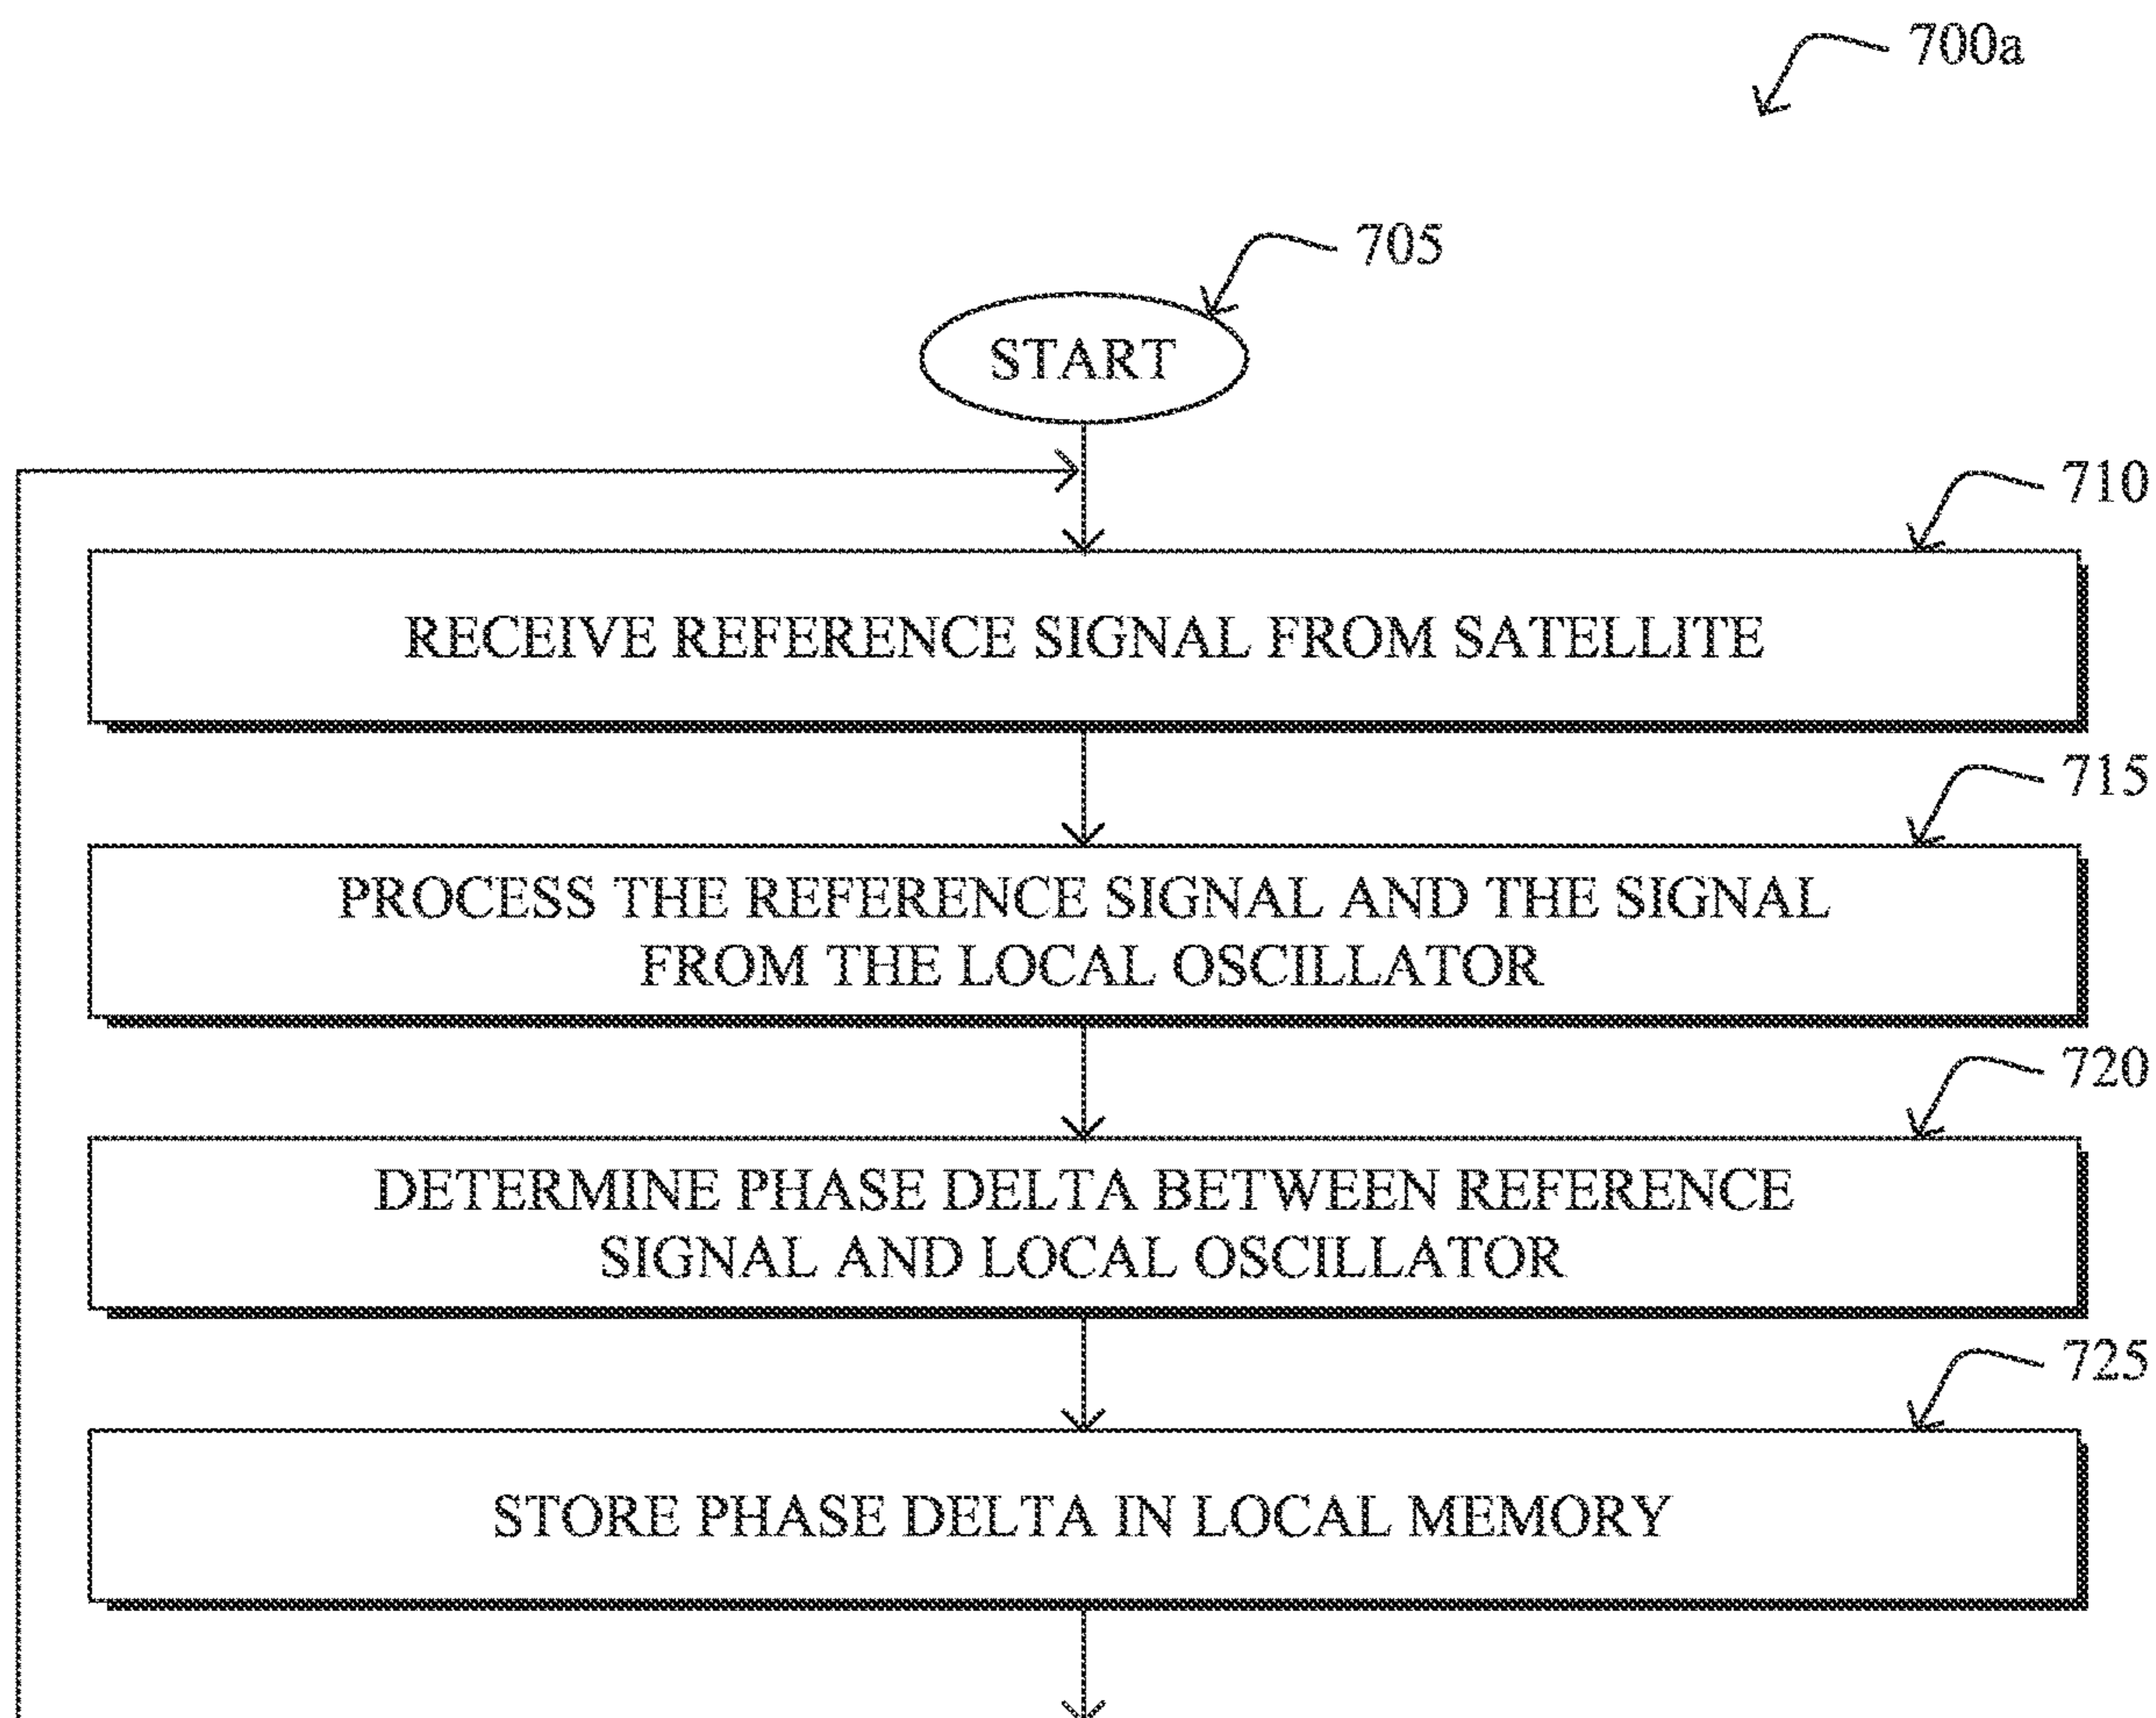 700a
705
START
710
RECEIVE REFERENCE SIGNAL FROM SATELLITE
715
PROCESS THE REFERENCE SIGNAL AND THE SIGNAL
FROM THE LOCAL OSCILLATOR
720
DETERMINE PHASE DELTA BETWEEN REFERENCE
SIGNAL AND LOCAL OSCILLATOR
725
STORE PHASE DELTA IN LOCAL MEMORY